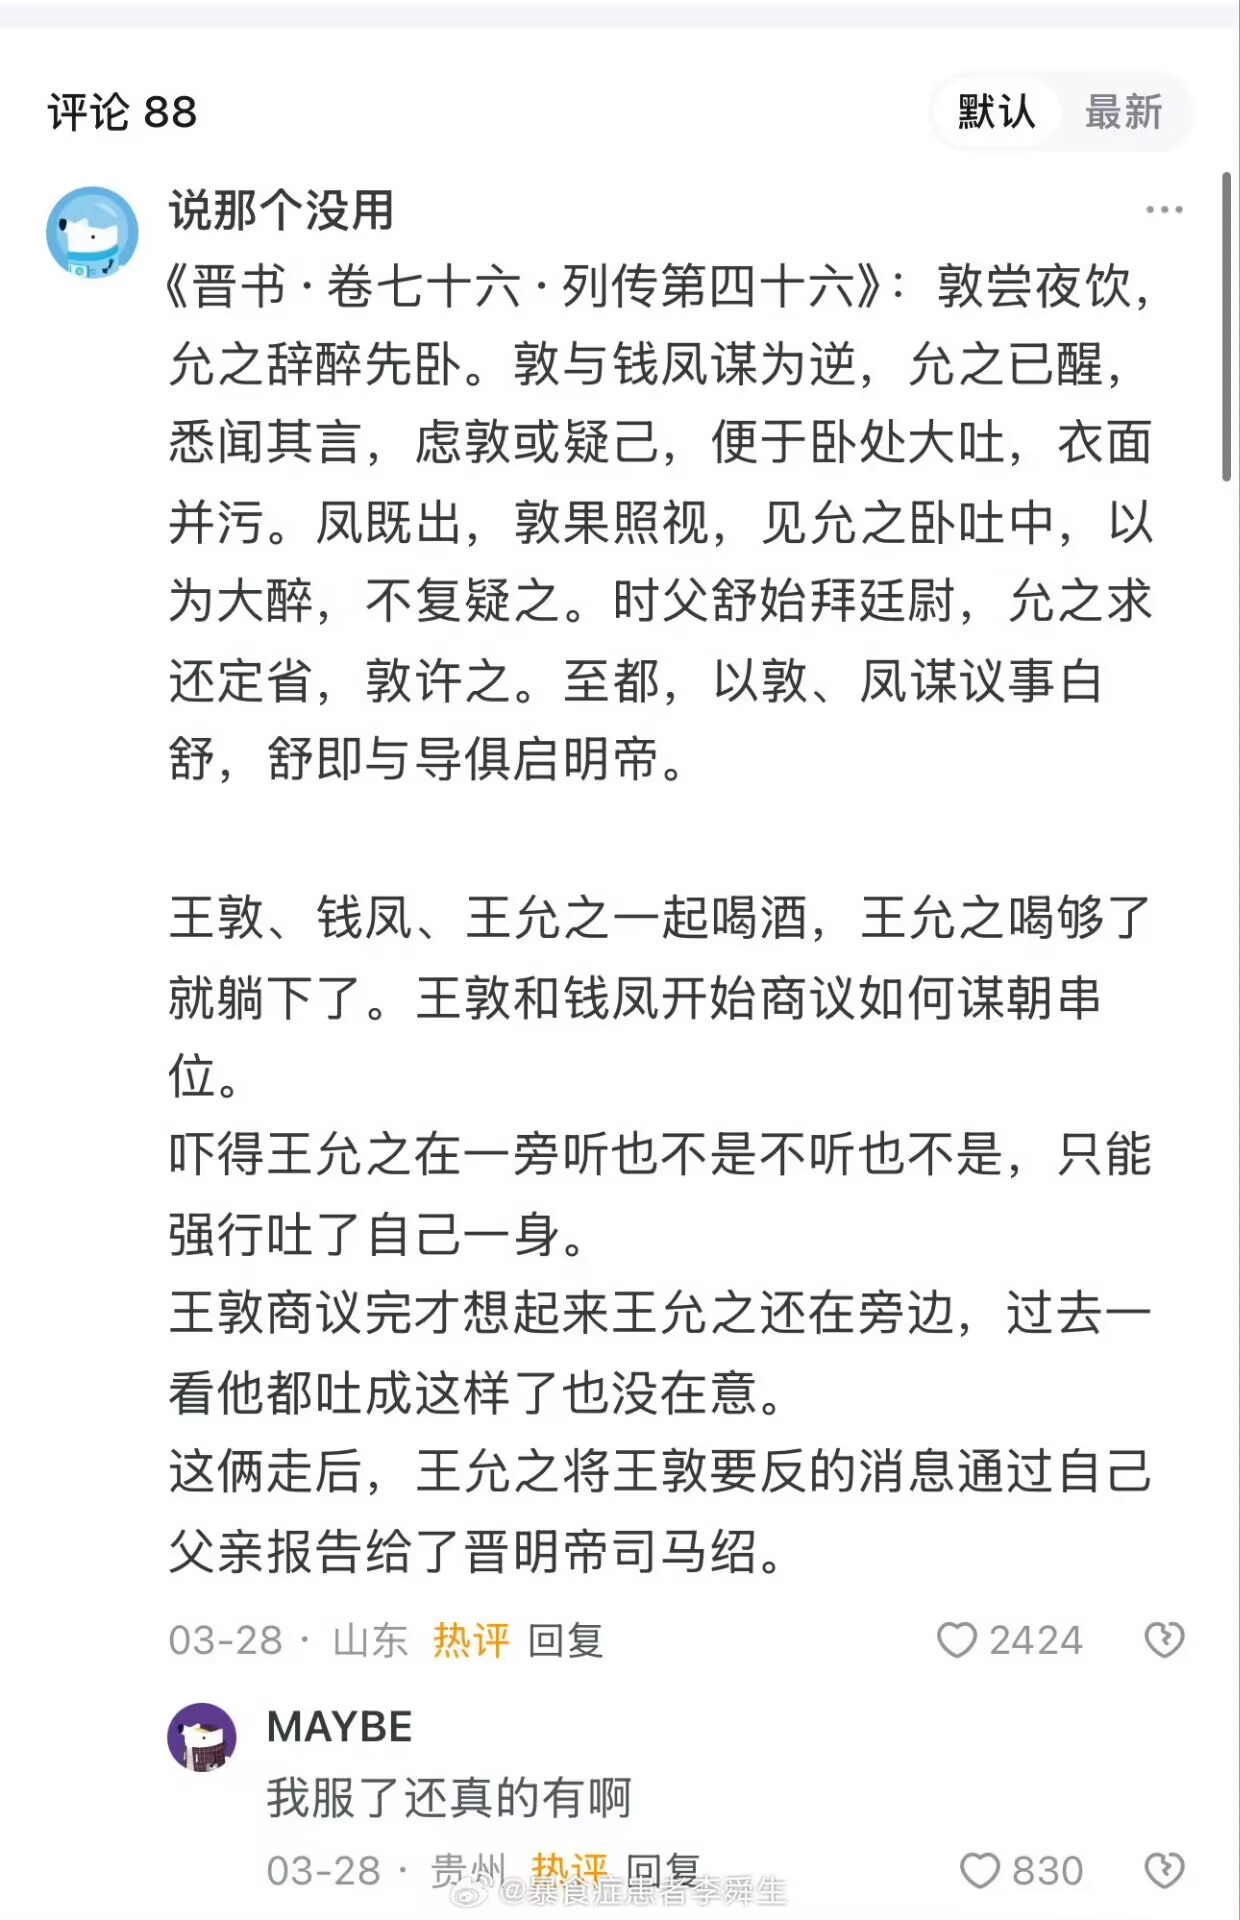 评论 88
默认 最新
说那个没用
《晋书·卷七十六·列传第四十六》：敦尝夜饮，
允之辞醉先卧。敦与钱凤谋为逆，允之已醒，
悉闻其言，虑敦或疑己，便于卧处大吐，衣面
并污。凤既出，敦果照视，见允之卧吐中，以
为大醉，不复疑之。时父舒始拜廷尉，允之求
还定省，敦许之。至都，以敦、凤谋议事白
舒，舒即与导俱启明帝。
王敦、钱凤、王允之一起喝酒，王允之喝够了
就躺下了。王敦和钱凤开始商议如何谋朝串
位。
吓得王允之在一旁听也不是不听也不是，只能
强行吐了自己一身。
王敦商议完才想起来王允之还在旁边，过去一
看他都吐成这样了也没在意。
这俩走后，王允之将王敦要反的消息通过自己
父亲报告给了晋明帝司马绍。
03-28 · 山东 热评 回复 2424
MAYBE
我服了还真的有啊
03-28 · 贵州 热评 回复 830
@暴食症患者李舜生